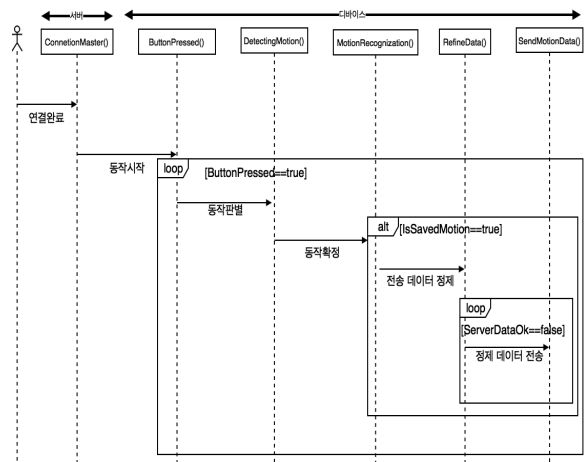 서버
디바이스
ConnetionMaster()
ButtonPressed()
DetectingMotion()
MotionRecognization()
RefineData()
SendMotionData()
연결완료
동작시작
loop
[ButtonPressed==true]
동작판별
alt
[IsSavedMotion==true]
동작확정
전송 데이터 정제
loop
[ServerDataOk==false]
정제 데이터 전송